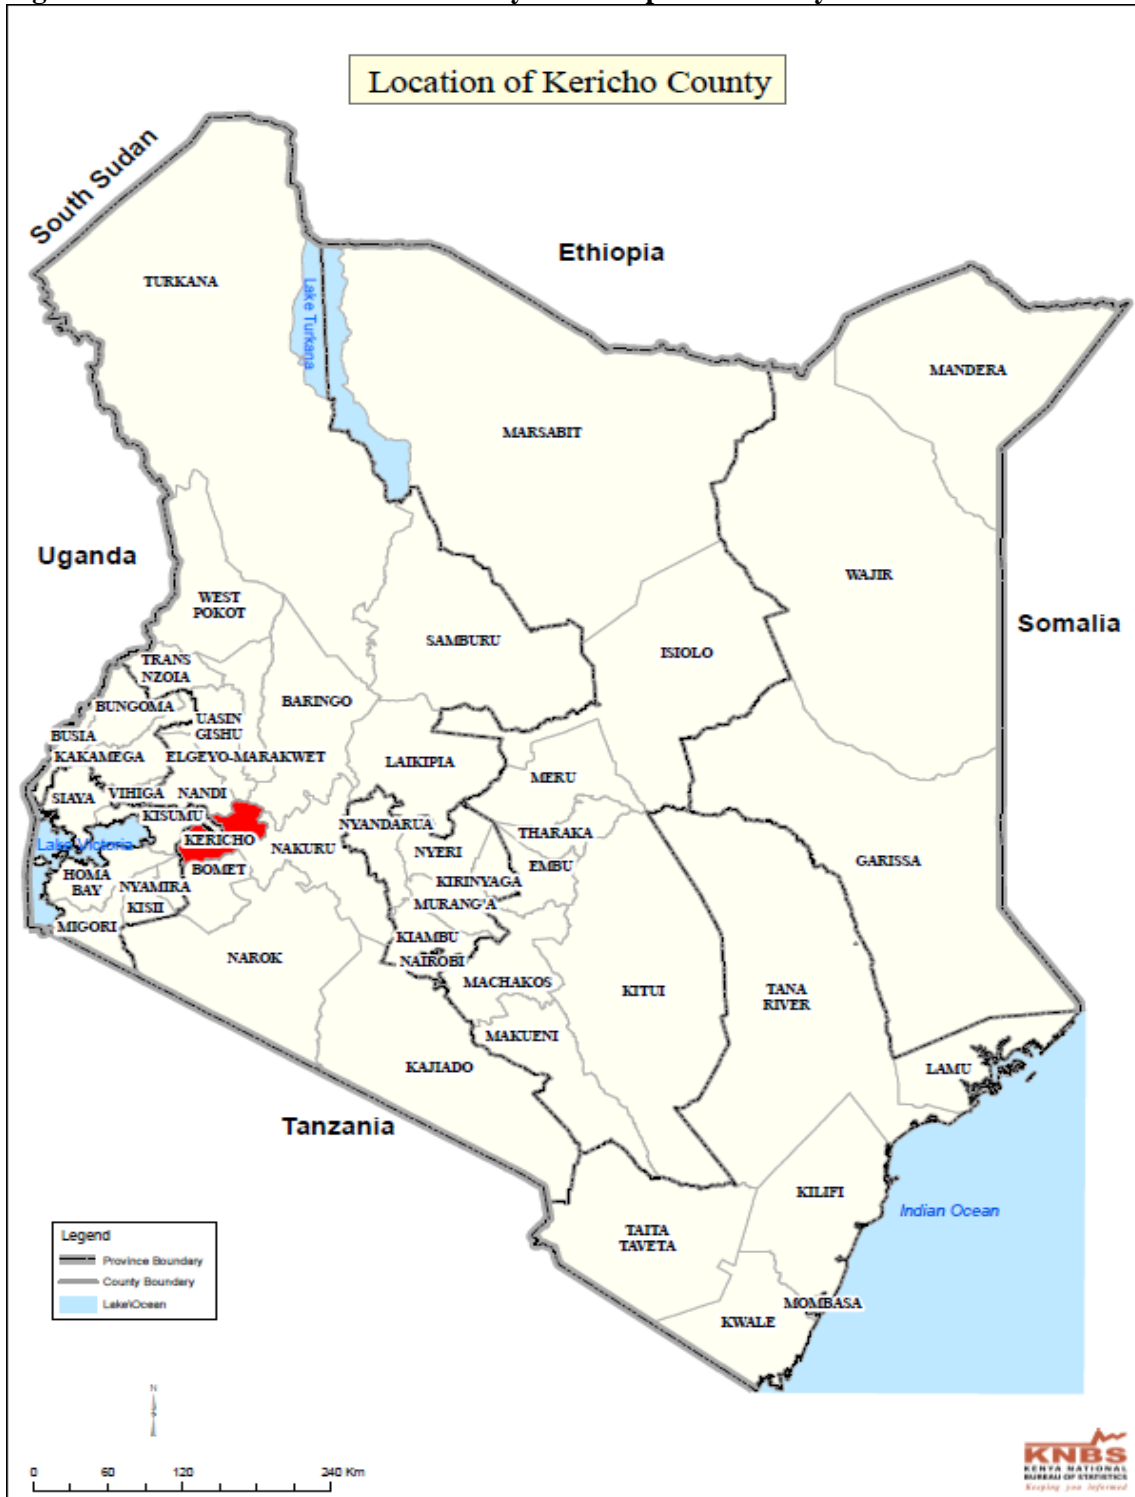 Location of Kericho County
South Sudan
Ethiopia
TURKANA
Lake Turkana
MANDERA
MARSABIT
Uganda
WAJIR
WEST
POKOT
Somalia
SAMBURU
ISIOLO
TRANS
NZOIA
BARINGO
BUNGOMA
UASIN
GISHU
BUSIA
KAKAMEGA
ELGEYO-MARAKWET
LAIKIPIA
MERU
SIAYA
VIHIGA
NANDI
KISUMU
NYANDARUA
THARAKA
Lake Victoria
KERICHO
NAKURU
NYERI
GARISSA
HOMA
BAY
BOMET
EMBU
NYAMIRA
KIRINYAGA
KISII
MURANG'A
MIGORI
KIAMBU
NAROK
NAIROBI
MACHAKOS
KITUI
TANA
RIVER
MAKUENI
KAJIADO
LAMU
Tanzania
KILIFI
Indian Ocean
TAITA
TAVETA
MOMBASA
KWALE
Legend
Province Boundary
County Boundary
Lake\Ocean
N
0 60 120 240 Km
KNBS
KENYA NATIONAL
BUREAU OF STATISTICS
Keeping you informed